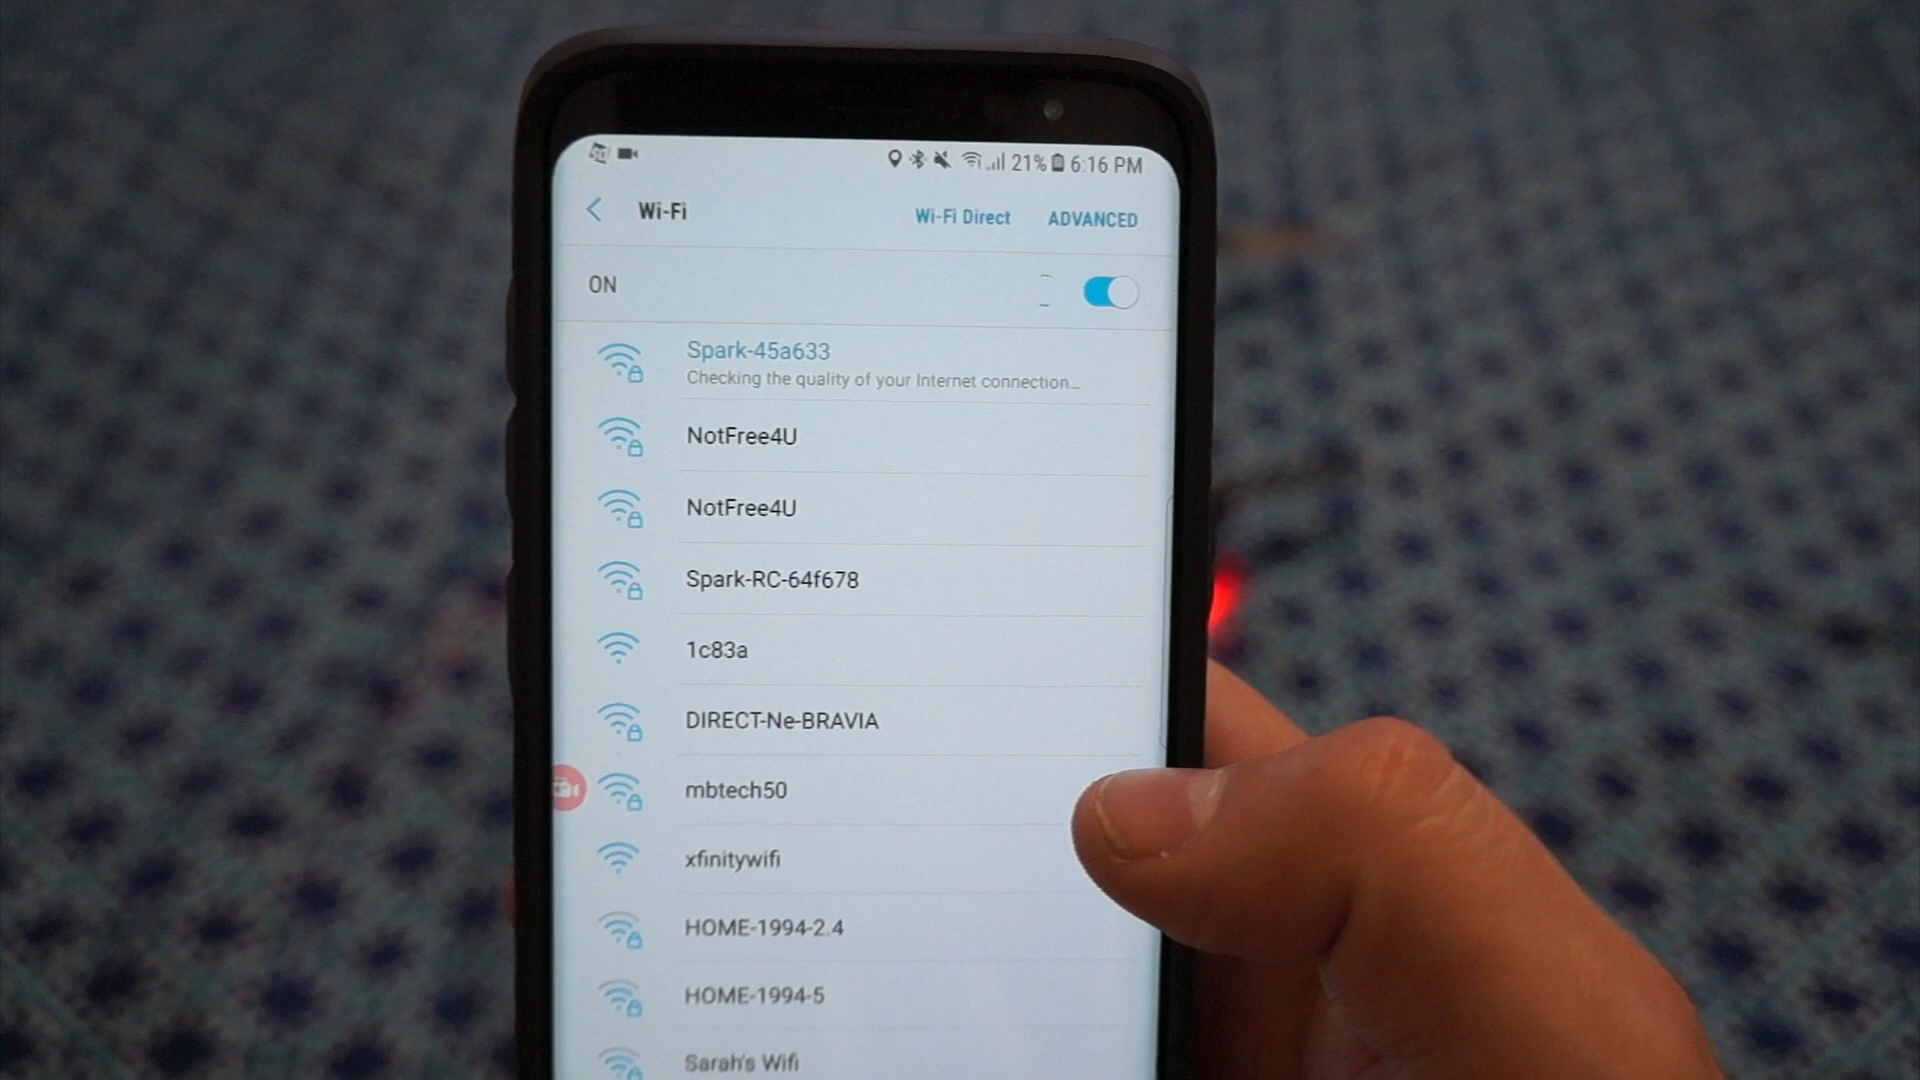 21% 6:16 PM
Wi-Fi Wi-Fi Direct ADVANCED
ON
Spark-45a633
Checking the quality of your Internet connection...
NotFree4U
NotFree4U
Spark-RC-64f678
1c83a
DIRECT-Ne-BRAVIA
mbtech50
xfinitywifi
HOME-1994-2.4
HOME-1994-5
Sarah's Wifi